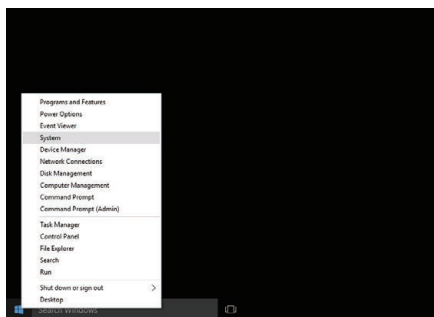 Programs and Features
Power Options
Event Viewer
System
Device Manager
Network Connections
Disk Management
Computer Management
Command Prompt
Command Prompt (Admin)
Task Manager
Control Panel
File Explorer
Search
Run
Shut down or sign out
Desktop
Search Windows